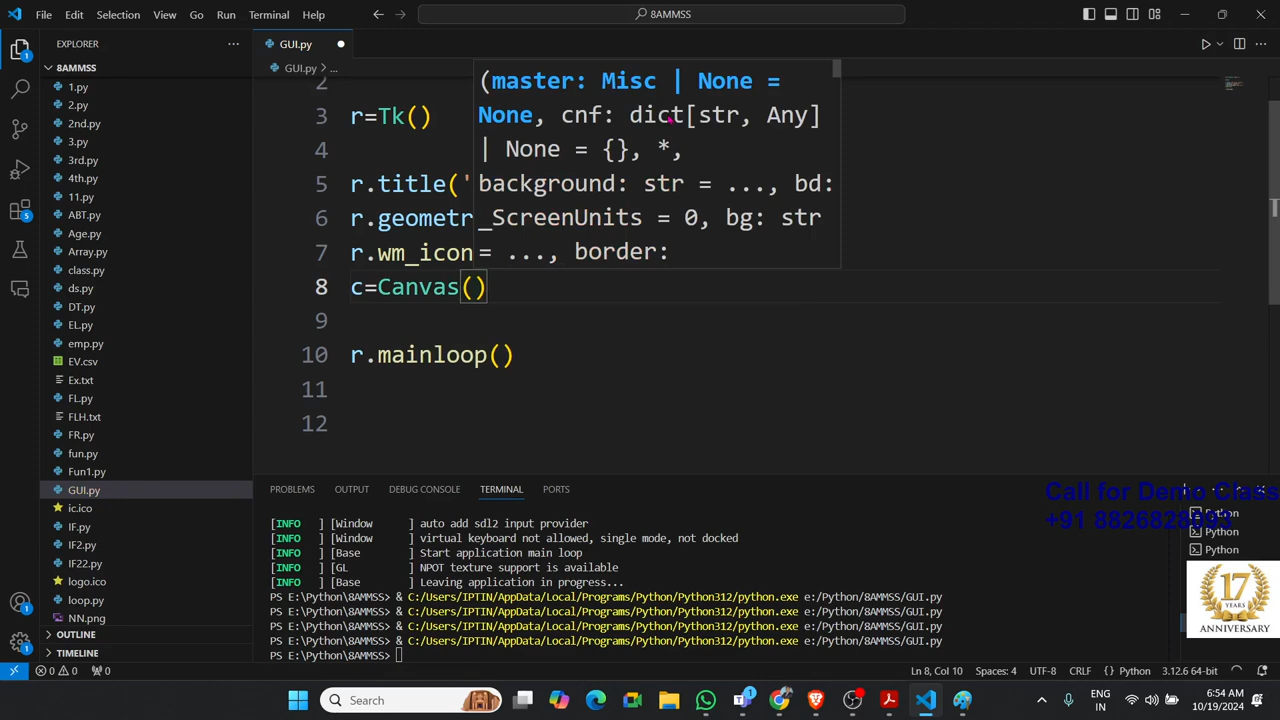 File Edit Selection View Go Run Terminal Help
8AMMSS
EXPLORER
GUI.py
8AMMSS
GUI.py > ...
1.py
2.py
2nd.py
3.py
3rd.py
4th.py
11.py
ABT.py
Age.py
Array.py
class.py
ds.py
DT.py
EL.py
emp.py
EV.csv
Ex.txt
FL.py
FLH.txt
FR.py
fun.py
Fun1.py
GUI.py
ic.ico
IF.py
IF2.py
IF22.py
logo.ico
loop.py
NN.png
OUTLINE
TIMELINE
2
3 r=Tk()
4
5 r.title('
6 r.geometr
7 r.wm_icon
8 c=Canvas()
9
10 r.mainloop()
11
12
(master: Misc | None =
None, cnf: dict[str, Any]
| None = {}, *,
background: str = ..., bd:
_ScreenUnits = 0, bg: str
= ..., border:
PROBLEMS OUTPUT DEBUG CONSOLE TERMINAL PORTS
[INFO ] [Window ] auto add sdl2 input provider
[INFO ] [Window ] virtual keyboard not allowed, single mode, not docked
[INFO ] [Base ] Start application main loop
[INFO ] [GL ] NPOT texture support is available
[INFO ] [Base ] Leaving application in progress...
PS E:\Python\8AMMSS> & C:/Users/IPTIN/AppData/Local/Programs/Python/Python312/python.exe e:/Python/8AMMSS/GUI.py
PS E:\Python\8AMMSS> & C:/Users/IPTIN/AppData/Local/Programs/Python/Python312/python.exe e:/Python/8AMMSS/GUI.py
PS E:\Python\8AMMSS> & C:/Users/IPTIN/AppData/Local/Programs/Python/Python312/python.exe e:/Python/8AMMSS/GUI.py
PS E:\Python\8AMMSS> & C:/Users/IPTIN/AppData/Local/Programs/Python/Python312/python.exe e:/Python/8AMMSS/GUI.py
PS E:\Python\8AMMSS>
Call for Demo Class
+91 8826828093
Python
Python
Python
17
YEARS
ANNIVERSARY
0 0 0
Ln 8, Col 10 Spaces: 4 UTF-8 CRLF Python 3.12.6 64-bit
Search
ENG
IN
6:54 AM
10/19/2024